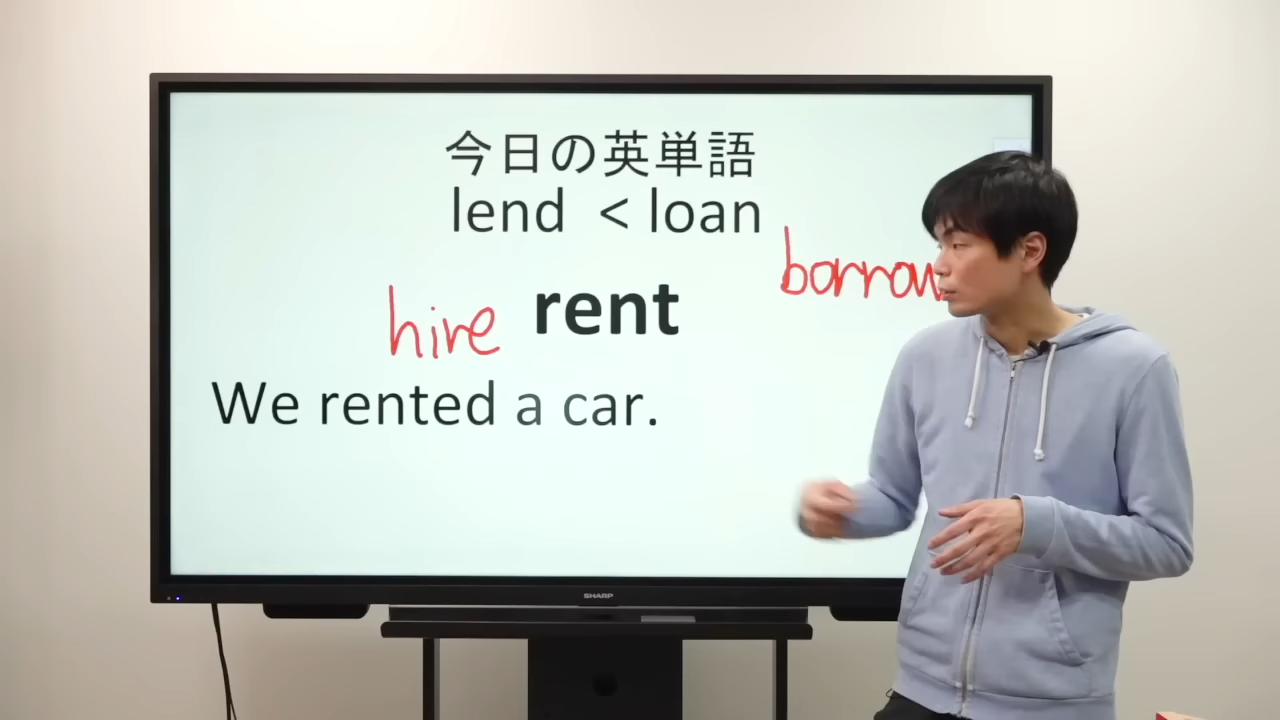 今日の英単語
lend < loan
borrow
hire rent
We rented a car.
SHARP